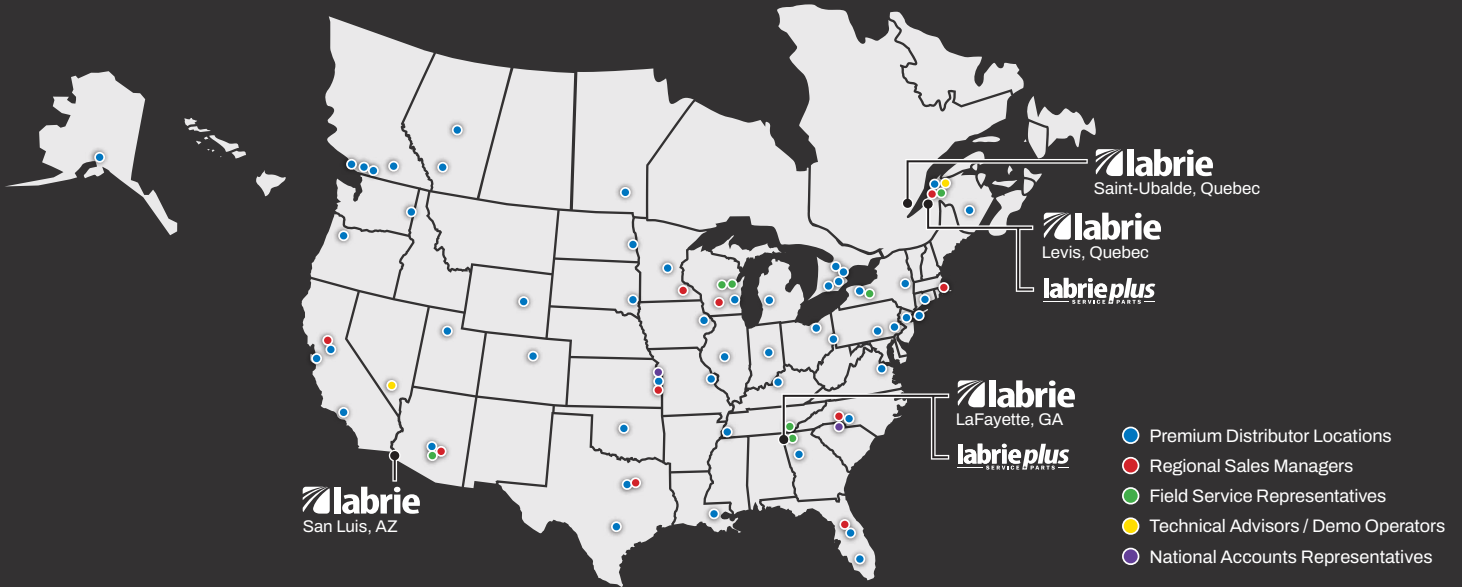 labrie
Saint-Ubalde, Quebec
labrie
Levis, Quebec
labrieplus
SERVICE & PARTS
labrie
LaFayette, GA
labrieplus
SERVICE & PARTS
labrie
San Luis, AZ
Premium Distributor Locations
Regional Sales Managers
Field Service Representatives
Technical Advisors / Demo Operators
National Accounts Representatives